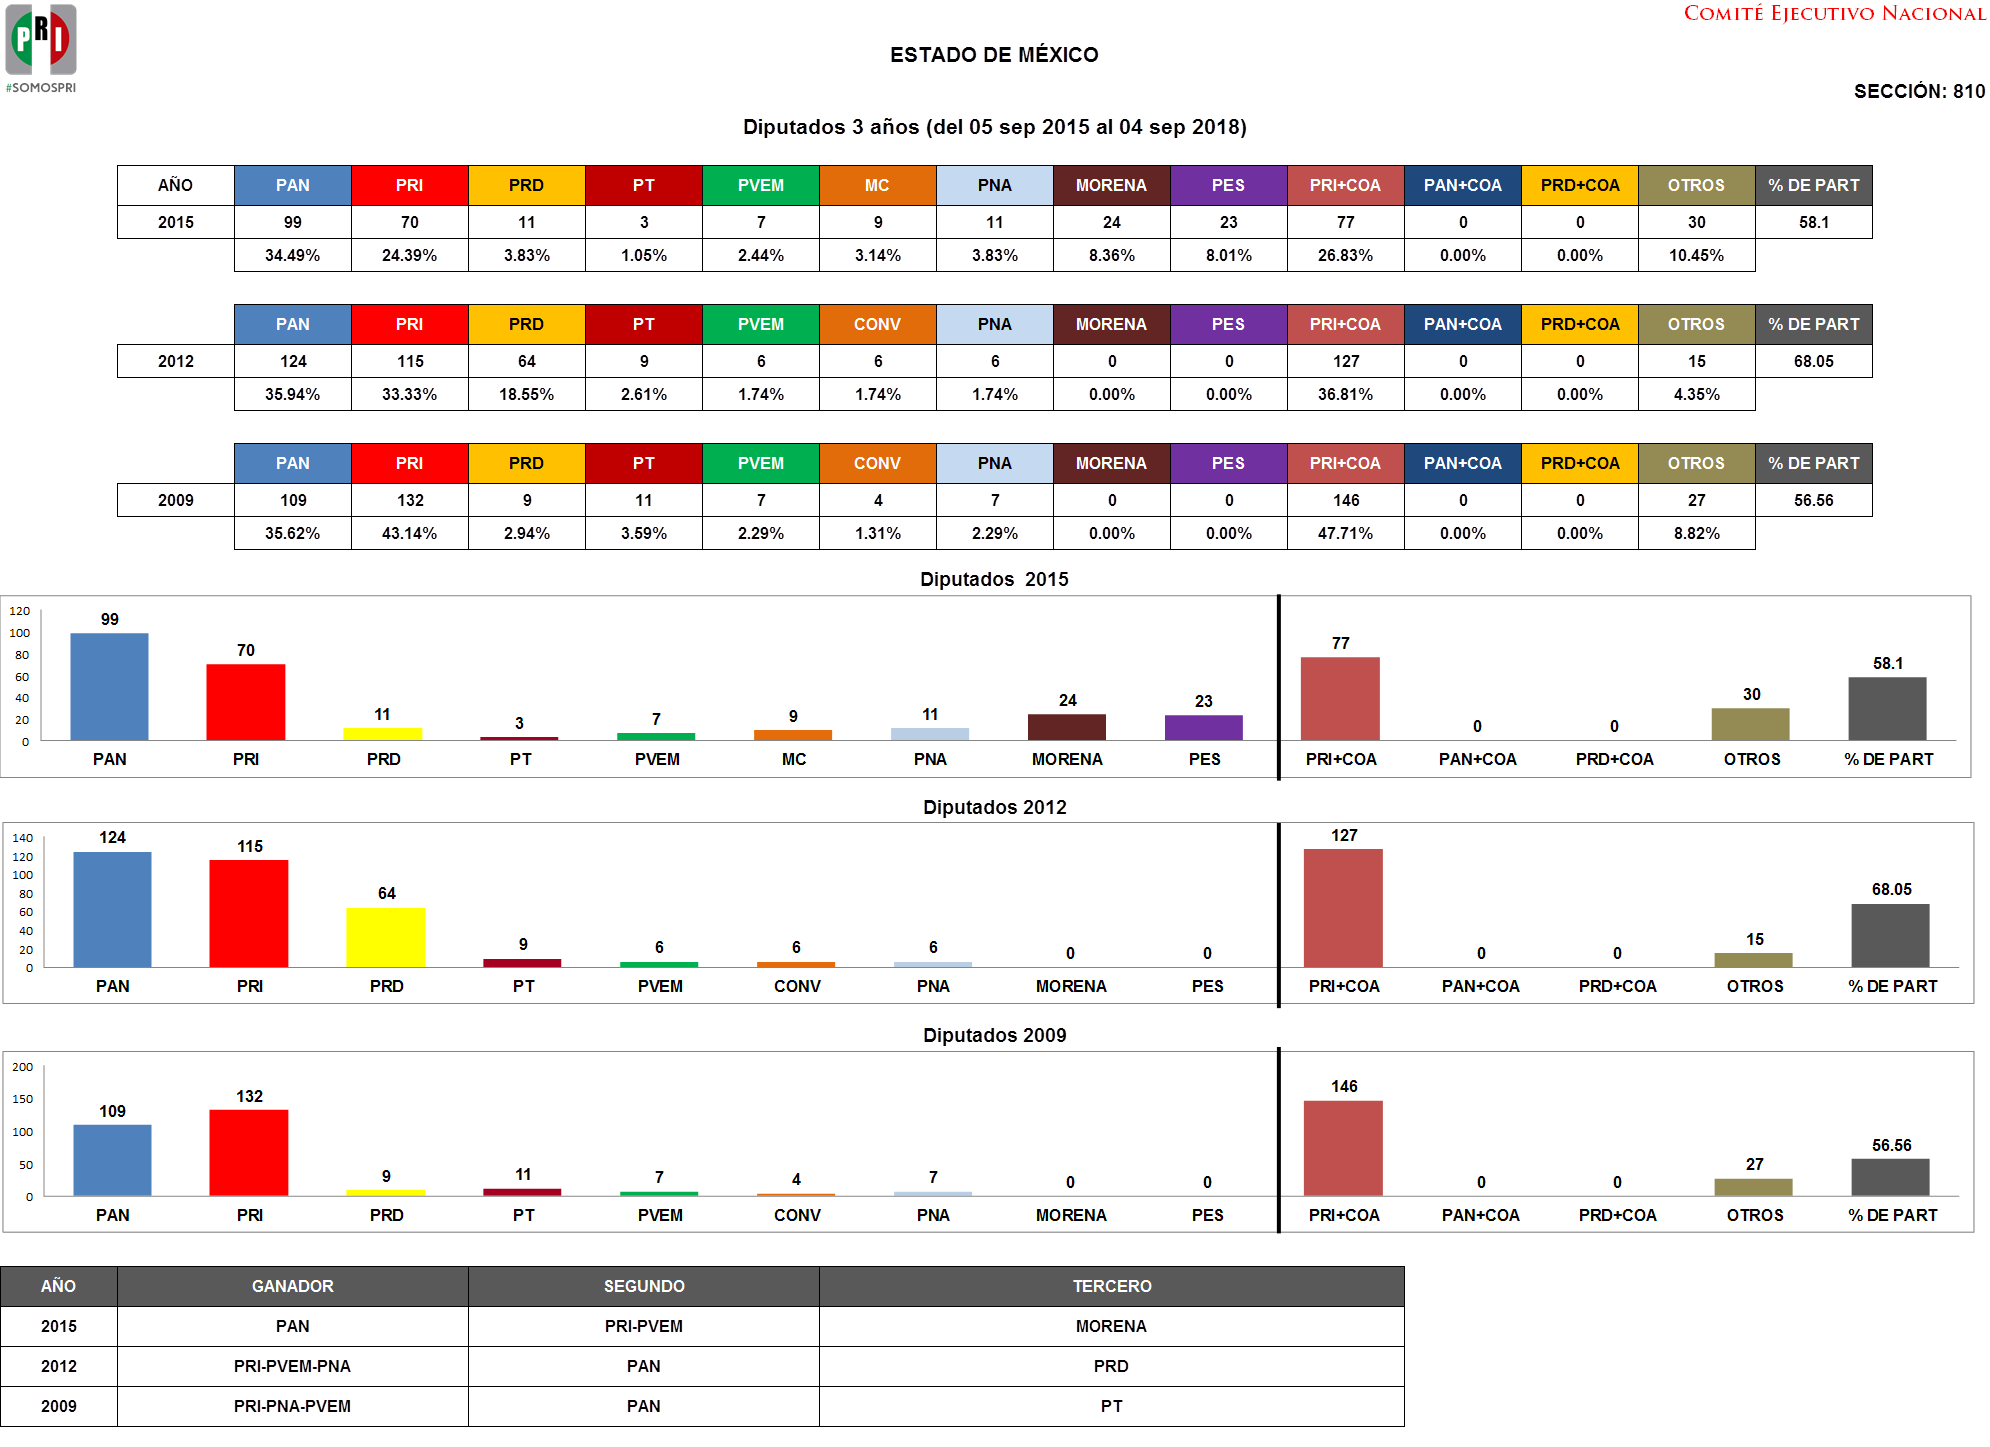 PRI
#SOMOSPRI
COMITÉ EJECUTIVO NACIONAL
ESTADO DE MÉXICO
SECCIÓN: 810
Diputados 3 años (del 05 sep 2015 al 04 sep 2018)
AÑO PAN PRI PRD PT PVEM MC PNA MORENA PES PRI+COA PAN+COA PRD+COA OTROS % DE PART
2015 99 70 11 3 7 9 11 24 23 77 0 0 30 58.1
34.49% 24.39% 3.83% 1.05% 2.44% 3.14% 3.83% 8.36% 8.01% 26.83% 0.00% 0.00% 10.45%
PAN PRI PRD PT PVEM CONV PNA MORENA PES PRI+COA PAN+COA PRD+COA OTROS % DE PART
2012 124 115 64 9 6 6 6 0 0 127 0 0 15 68.05
35.94% 33.33% 18.55% 2.61% 1.74% 1.74% 1.74% 0.00% 0.00% 36.81% 0.00% 0.00% 4.35%
PAN PRI PRD PT PVEM CONV PNA MORENA PES PRI+COA PAN+COA PRD+COA OTROS % DE PART
2009 109 132 9 11 7 4 7 0 0 146 0 0 27 56.56
35.62% 43.14% 2.94% 3.59% 2.29% 1.31% 2.29% 0.00% 0.00% 47.71% 0.00% 0.00% 8.82%
Diputados 2015
120
100
80
60
40
20
0
99 70 11 3 7 9 11 24 23 77 0 0 30 58.1
PAN PRI PRD PT PVEM MC PNA MORENA PES PRI+COA PAN+COA PRD+COA OTROS % DE PART
Diputados 2012
140
120
100
80
60
40
20
0
124 115 64 9 6 6 6 0 0 127 0 0 15 68.05
PAN PRI PRD PT PVEM CONV PNA MORENA PES PRI+COA PAN+COA PRD+COA OTROS % DE PART
Diputados 2009
200
150
100
50
0
109 132 9 11 7 4 7 0 0 146 0 0 27 56.56
PAN PRI PRD PT PVEM CONV PNA MORENA PES PRI+COA PAN+COA PRD+COA OTROS % DE PART
AÑO GANADOR SEGUNDO TERCERO
2015 PAN PRI-PVEM MORENA
2012 PRI-PVEM-PNA PAN PRD
2009 PRI-PNA-PVEM PAN PT